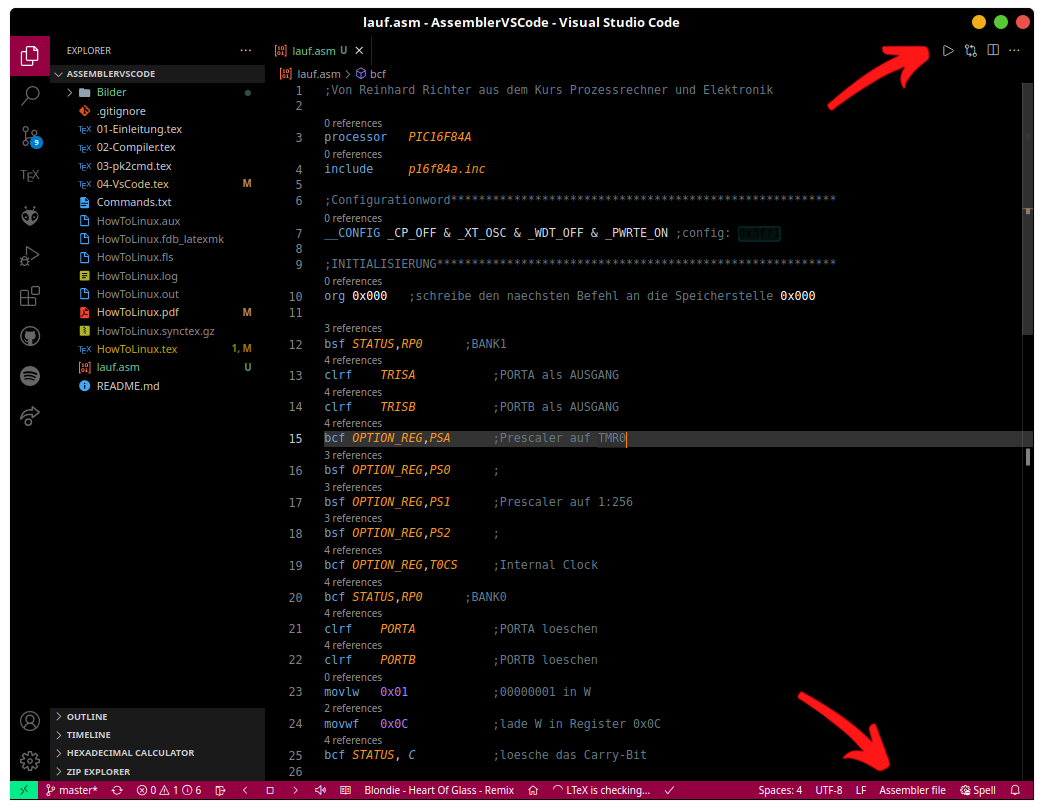 lauf.asm - AssemblerVSCode - Visual Studio Code
EXPLORER
ASSEMBLERVSCODE
Bilder
.gitignore
TEX 01-Einleitung.tex
TEX 02-Compiler.tex
TEX 03-pk2cmd.tex
TEX 04-VsCode.tex M
Commands.txt
HowToLinux.aux
HowToLinux.fdb_latexmk
HowToLinux.fls
HowToLinux.log
HowToLinux.out
HowToLinux.pdf M
HowToLinux.synctex.gz
TEX HowToLinux.tex 1, M
lauf.asm U
README.md
9
TEX
OUTLINE
TIMELINE
HEXADECIMAL CALCULATOR
ZIP EXPLORER
lauf.asm U
lauf.asm > bcf
1 ;Von Reinhard Richter aus dem Kurs Prozessrechner und Elektronik
2
0 references
3 processor PIC16F84A
0 references
4 include p16f84a.inc
5
6 ;Configurationword*******************************************************
0 references
7 __CONFIG _CP_OFF & _XT_OSC & _WDT_OFF & _PWRTE_ON ;config:
8
9 ;INITIALISIERUNG*********************************************************
0 references
10 org 0x000 ;schreibe den naechsten Befehl an die Speicherstelle 0x000
11
3 references
12 bsf STATUS,RP0 ;BANK1
4 references
13 clrf TRISA ;PORTA als AUSGANG
4 references
14 clrf TRISB ;PORTB als AUSGANG
4 references
15 bcf OPTION_REG,PSA ;Prescaler auf TMR0
3 references
16 bsf OPTION_REG,PS0 ;
3 references
17 bsf OPTION_REG,PS1 ;Prescaler auf 1:256
3 references
18 bsf OPTION_REG,PS2 ;
4 references
19 bcf OPTION_REG,T0CS ;Internal Clock
4 references
20 bcf STATUS,RP0 ;BANK0
4 references
21 clrf PORTA ;PORTA loeschen
4 references
22 clrf PORTB ;PORTB loeschen
0 references
23 movlw 0x01 ;00000001 in W
2 references
24 movwf 0x0C ;lade W in Register 0x0C
4 references
25 bcf STATUS, C ;loesche das Carry-Bit
26
master* 0 1 6 Blondie - Heart Of Glass - Remix LTeX is checking... Spaces: 4 UTF-8 LF Assembler file Spell